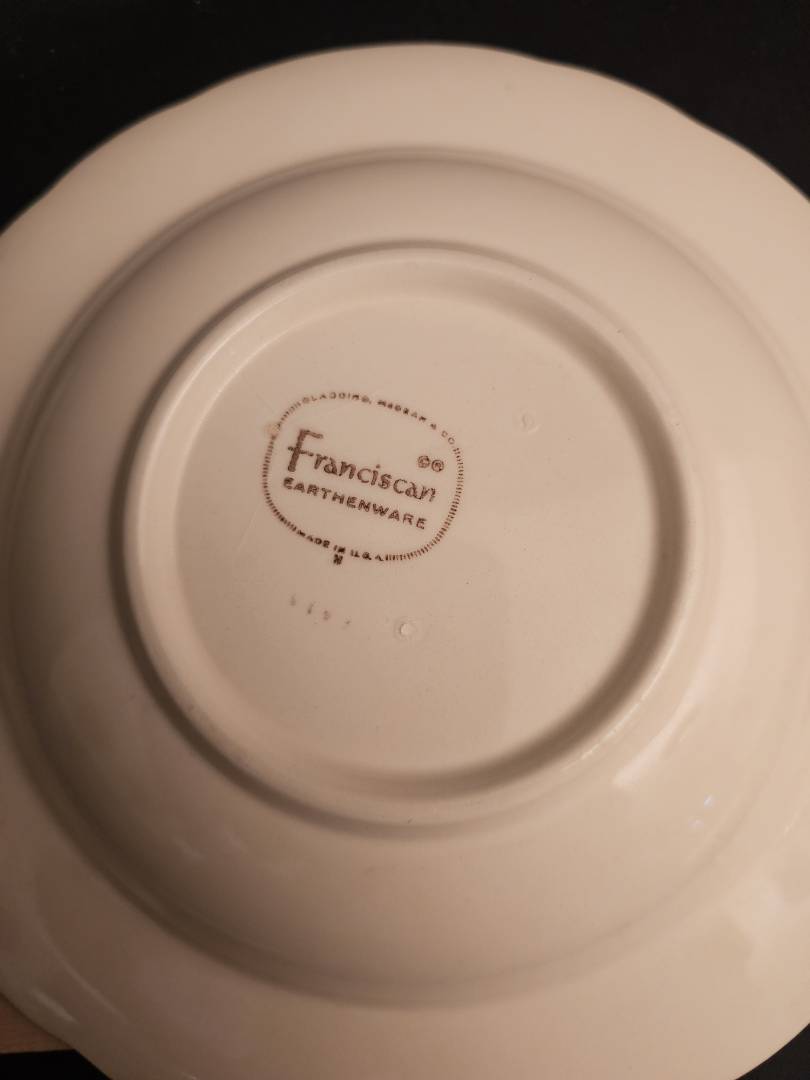 GLADDING, McBEAN & CO.
©®
Franciscan
EARTHENWARE
MADE IN U.S.A.